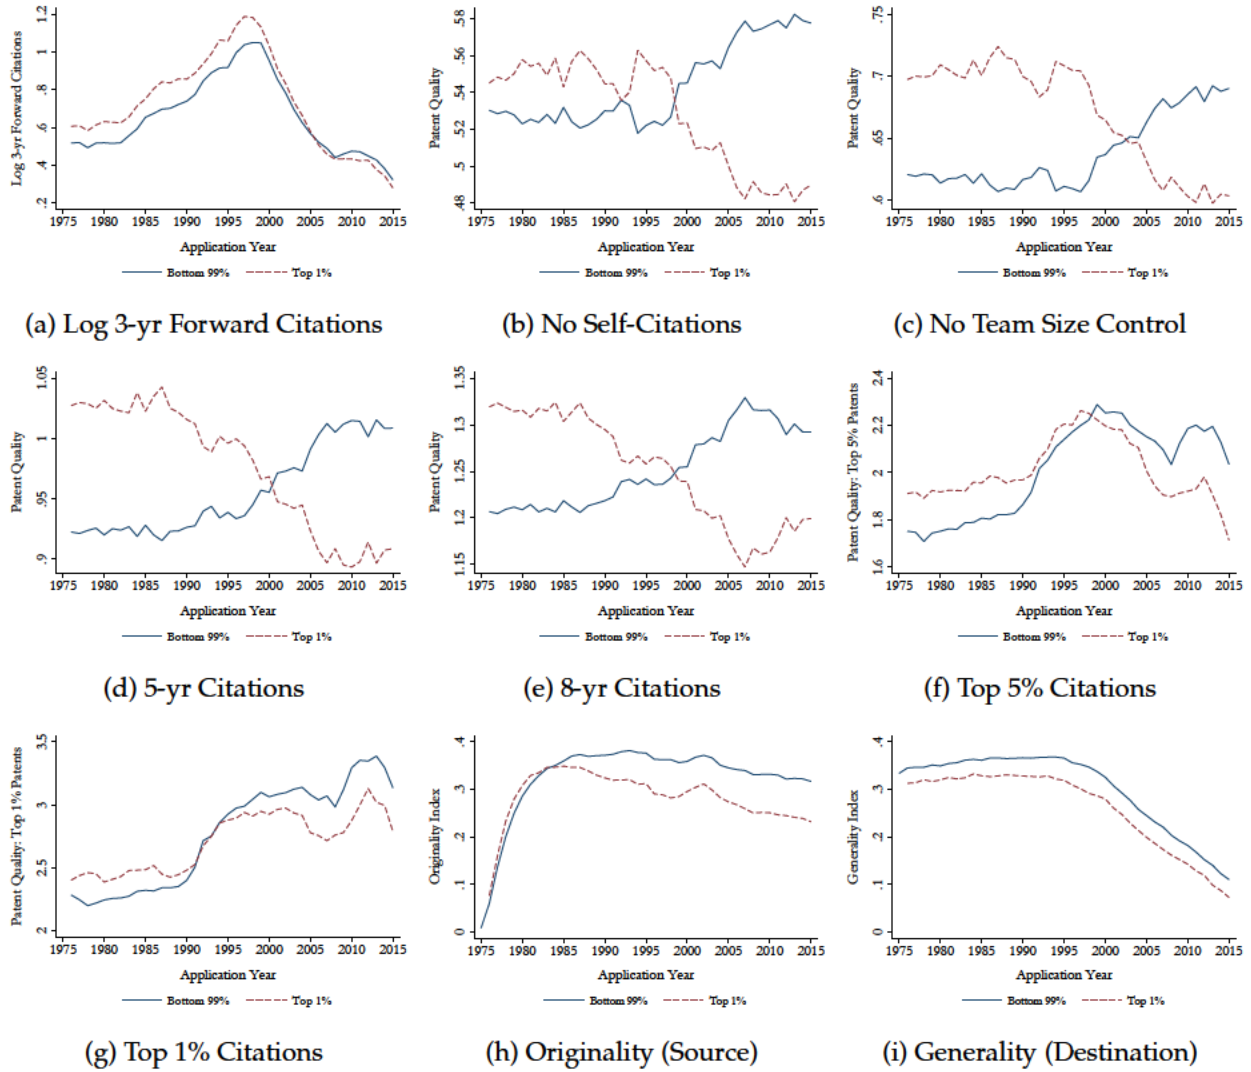 Log 3-yr Forward Citations
1.2
1
.8
.6
.4
.2
1975 1980 1985 1990 1995 2000 2005 2010 2015
Application Year
Bottom 99% Top 1%
(a) Log 3-yr Forward Citations
Patent Quality
.58
.56
.54
.52
.5
.48
1975 1980 1985 1990 1995 2000 2005 2010 2015
Application Year
Bottom 99% Top 1%
(b) No Self-Citations
Patent Quality
.75
.7
.65
.6
1975 1980 1985 1990 1995 2000 2005 2010 2015
Application Year
Bottom 99% Top 1%
(c) No Team Size Control
Patent Quality
1.05
1
.95
.9
1975 1980 1985 1990 1995 2000 2005 2010 2015
Application Year
Bottom 99% Top 1%
(d) 5-yr Citations
Patent Quality
1.35
1.3
1.25
1.2
1.15
1975 1980 1985 1990 1995 2000 2005 2010 2015
Application Year
Bottom 99% Top 1%
(e) 8-yr Citations
Patent Quality: Top 5% Patents
2.4
2.2
2
1.8
1.6
1975 1980 1985 1990 1995 2000 2005 2010 2015
Application Year
Bottom 99% Top 1%
(f) Top 5% Citations
Patent Quality: Top 1% Patents
3.5
3
2.5
2
1975 1980 1985 1990 1995 2000 2005 2010 2015
Application Year
Bottom 99% Top 1%
(g) Top 1% Citations
Originality Index
.4
.3
.2
.1
0
1975 1980 1985 1990 1995 2000 2005 2010 2015
Application Year
Bottom 99% Top 1%
(h) Originality (Source)
Generality Index
.4
.3
.2
.1
0
1975 1980 1985 1990 1995 2000 2005 2010 2015
Application Year
Bottom 99% Top 1%
(i) Generality (Destination)